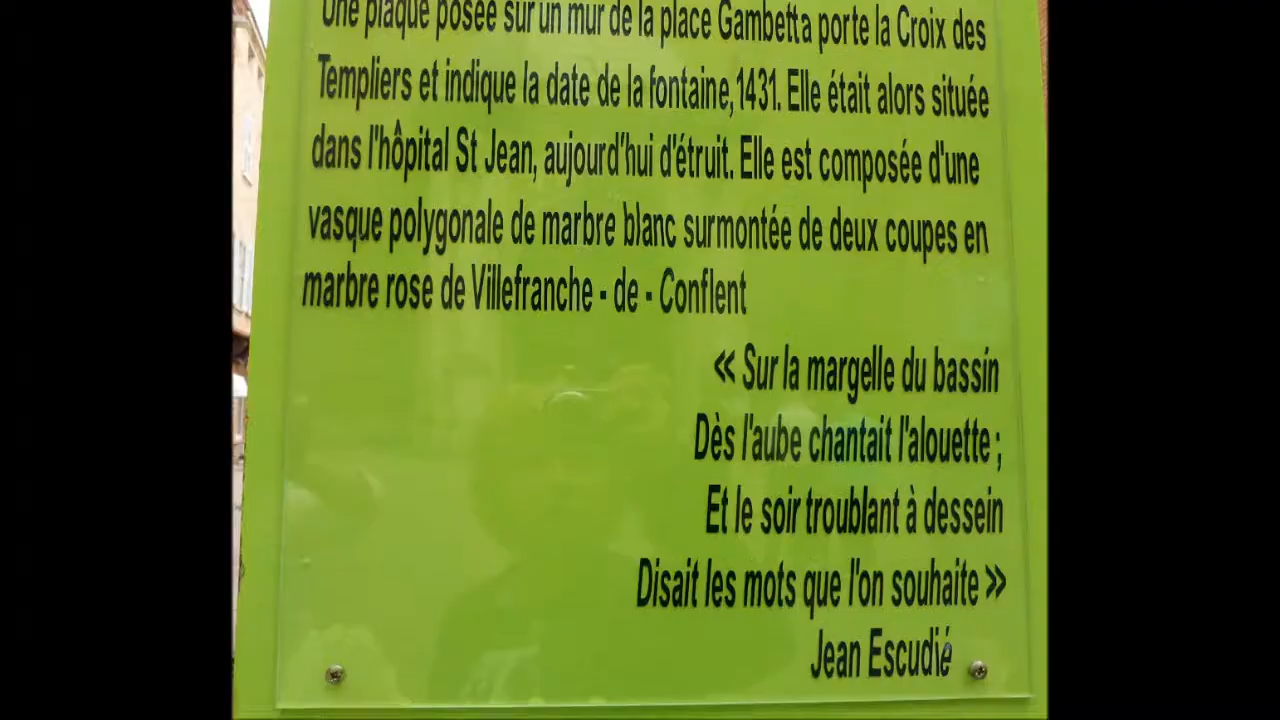 Une plaque posée sur un mur de la place Gambetta porte la Croix des
Templiers et indique la date de la fontaine, 1431. Elle était alors située
dans l'hôpital St Jean, aujourd'hui d'étruit. Elle est composée d'une
vasque polygonale de marbre blanc surmontée de deux coupes en
marbre rose de Villefranche - de - Conflent
« Sur la margelle du bassin
Dès l'aube chantait l'alouette ;
Et le soir troublant à dessein
Disait les mots que l'on souhaite »
Jean Escudié